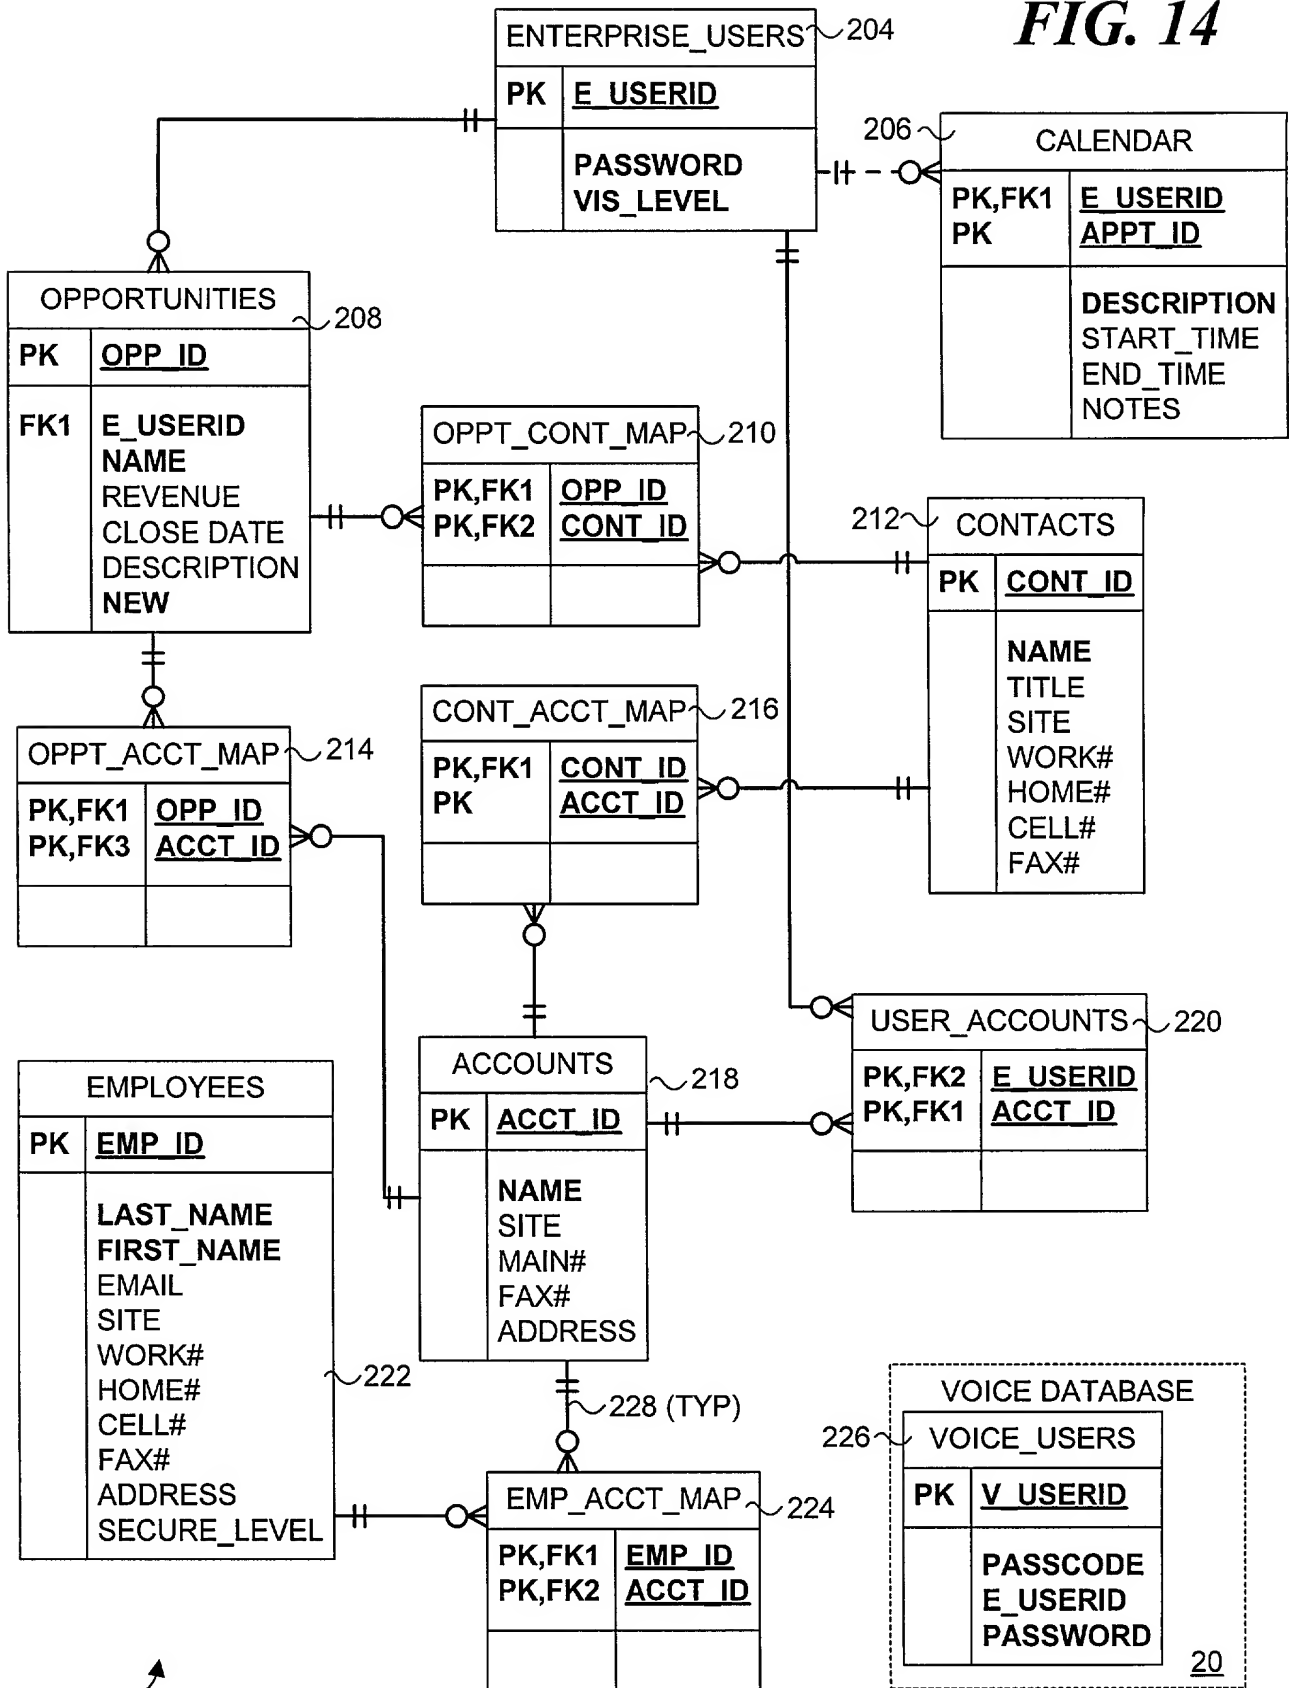 FIG. 14
ENTERPRISE_USERS
204
PK E_USERID
PASSWORD
VIS_LEVEL
206
CALENDAR
PK,FK1 E_USERID
PK APPT_ID
DESCRIPTION
START_TIME
END_TIME
NOTES
OPPORTUNITIES
208
PK OPP_ID
FK1 E_USERID
NAME
REVENUE
CLOSE DATE
DESCRIPTION
NEW
OPPT_CONT_MAP
210
PK,FK1 OPP_ID
PK,FK2 CONT_ID
212
CONTACTS
PK CONT_ID
NAME
TITLE
SITE
WORK#
HOME#
CELL#
FAX#
OPPT_ACCT_MAP
214
PK,FK1 OPP_ID
PK,FK3 ACCT_ID
CONT_ACCT_MAP
216
PK,FK1 CONT_ID
PK ACCT_ID
ACCOUNTS
218
PK ACCT_ID
NAME
SITE
MAIN#
FAX#
ADDRESS
USER_ACCOUNTS
220
PK,FK2 E_USERID
PK,FK1 ACCT_ID
EMPLOYEES
PK EMP_ID
LAST_NAME
FIRST_NAME
EMAIL
SITE
WORK#
HOME#
CELL#
FAX#
ADDRESS
SECURE_LEVEL
222
228 (TYP)
EMP_ACCT_MAP
224
PK,FK1 EMP_ID
PK,FK2 ACCT_ID
VOICE DATABASE
226
VOICE_USERS
PK V_USERID
PASSCODE
E_USERID
PASSWORD
20